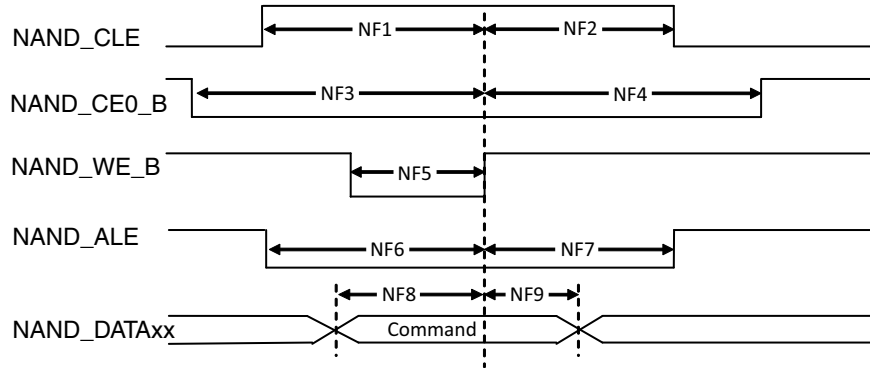 NAND_CLE NF1 NF2
NAND_CE0_B NF3 NF4
NAND_WE_B NF5
NAND_ALE NF6 NF7
NF8 NF9
NAND_DATAxx Command